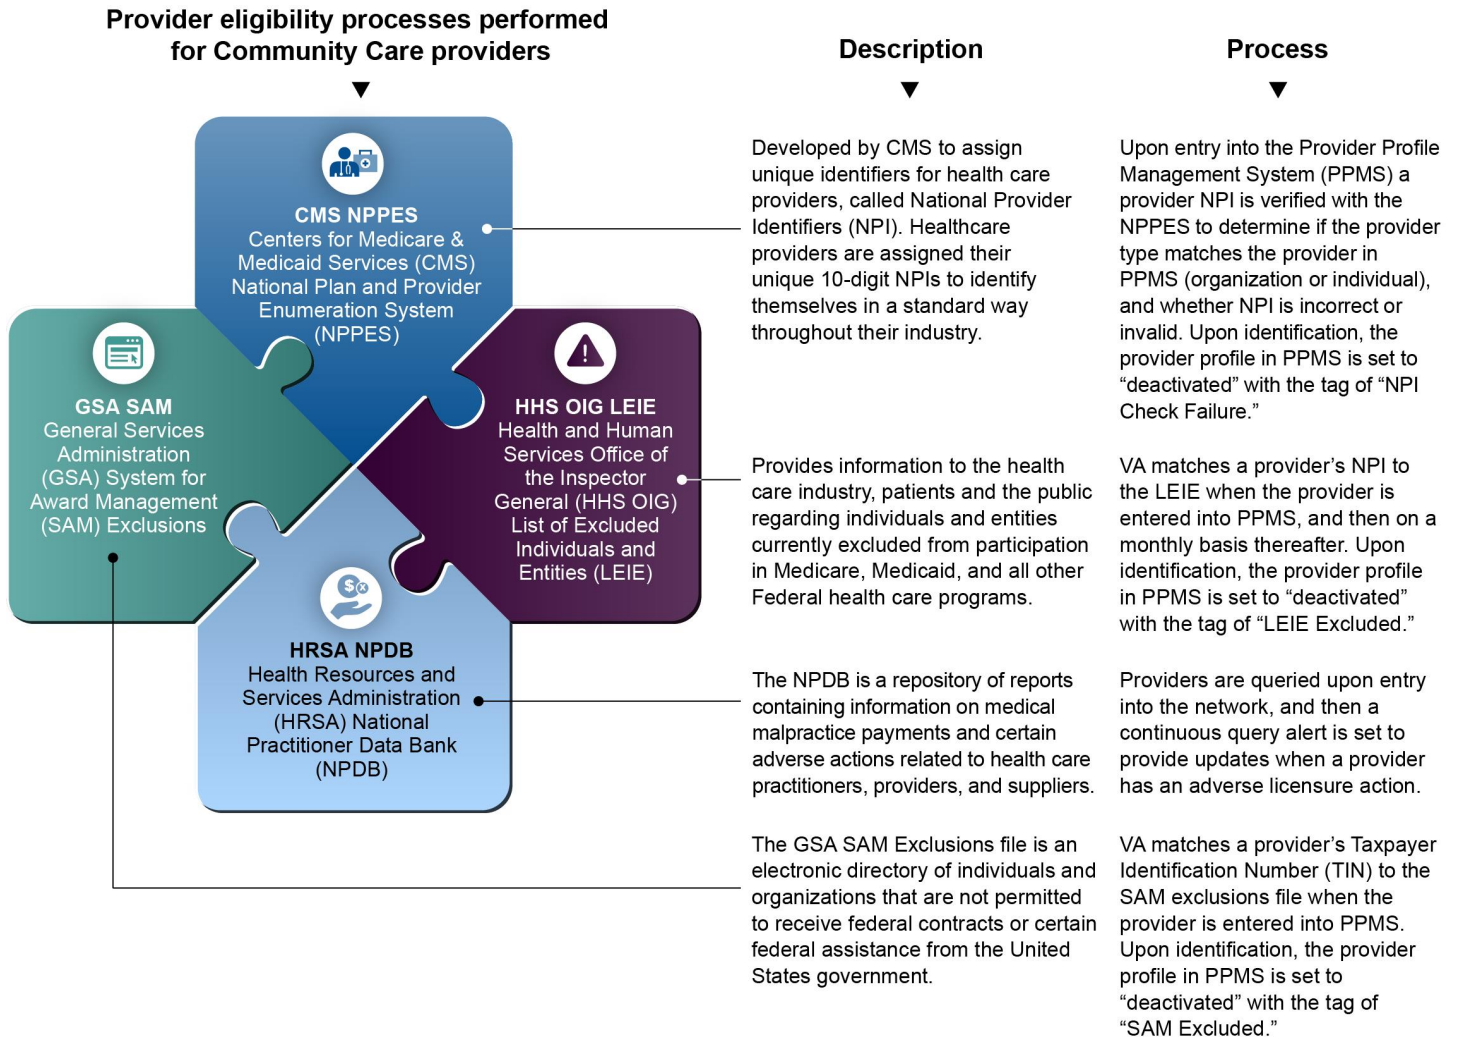 Provider eligibility processes performed
for Community Care providers
Description
Process
CMS NPPES
Centers for Medicare &
Medicaid Services (CMS)
National Plan and Provider
Enumeration System
(NPPES)
Developed by CMS to assign
unique identifiers for health care
providers, called National Provider
Identifiers (NPI). Healthcare
providers are assigned their
unique 10-digit NPIs to identify
themselves in a standard way
throughout their industry.
Upon entry into the Provider Profile
Management System (PPMS) a
provider NPI is verified with the
NPPES to determine if the provider
type matches the provider in
PPMS (organization or individual),
and whether NPI is incorrect or
invalid. Upon identification, the
provider profile in PPMS is set to
“deactivated” with the tag of “NPI
Check Failure.”
HHS OIG LEIE
Health and Human
Services Office of
the Inspector
General (HHS OIG)
List of Excluded
Individuals and
Entities (LEIE)
Provides information to the health
care industry, patients and the public
regarding individuals and entities
currently excluded from participation
in Medicare, Medicaid, and all other
Federal health care programs.
VA matches a provider’s NPI to
the LEIE when the provider is
entered into PPMS, and then on a
monthly basis thereafter. Upon
identification, the provider profile
in PPMS is set to “deactivated”
with the tag of “LEIE Excluded.”
HRSA NPDB
Health Resources and
Services Administration
(HRSA) National
Practitioner Data Bank
(NPDB)
The NPDB is a repository of reports
containing information on medical
malpractice payments and certain
adverse actions related to health care
practitioners, providers, and suppliers.
Providers are queried upon entry
into the network, and then a
continuous query alert is set to
provide updates when a provider
has an adverse licensure action.
GSA SAM
General Services
Administration
(GSA) System for
Award Management
(SAM) Exclusions
The GSA SAM Exclusions file is an
electronic directory of individuals and
organizations that are not permitted
to receive federal contracts or certain
federal assistance from the United
States government.
VA matches a provider’s Taxpayer
Identification Number (TIN) to the
SAM exclusions file when the
provider is entered into PPMS.
Upon identification, the provider
profile in PPMS is set to
“deactivated” with the tag of
“SAM Excluded.”